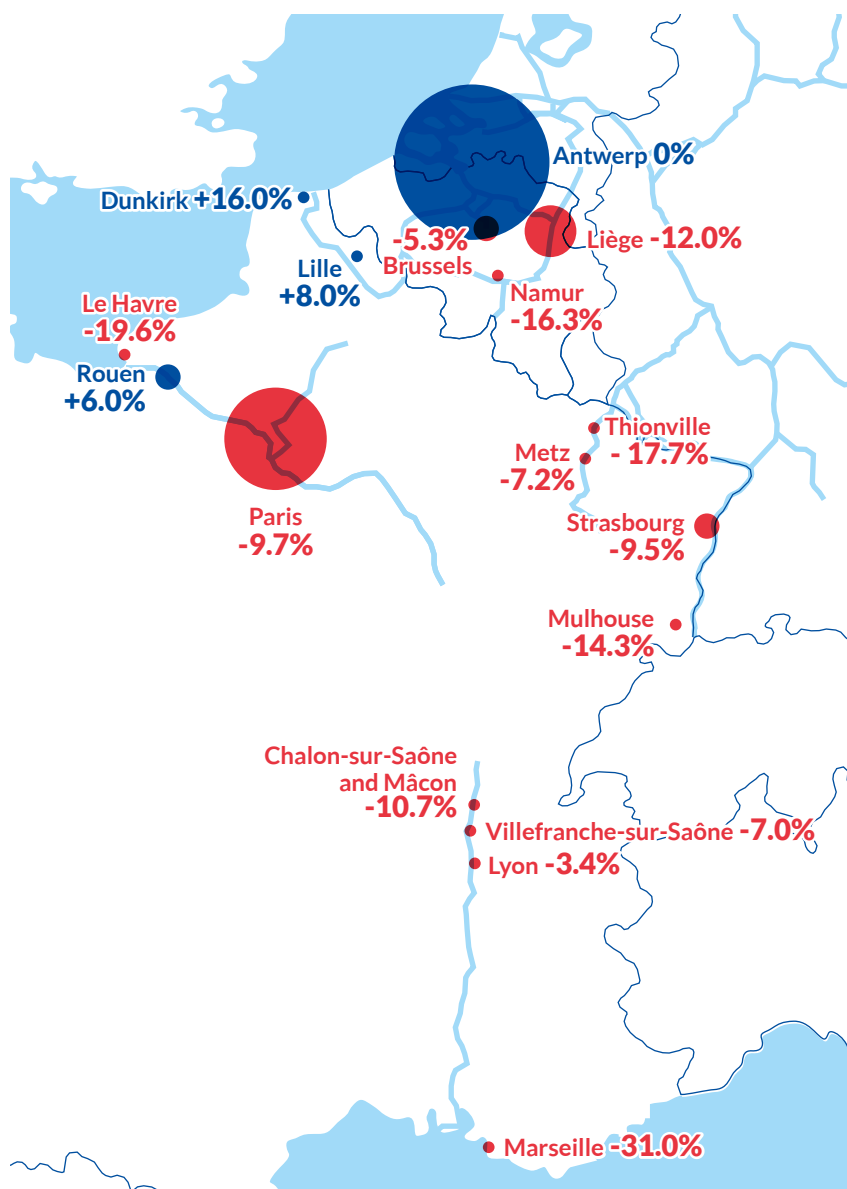 Antwerp 0%
Dunkirk +16.0%
-5.3%
Brussels
Liège -12.0%
Lille
+8.0%
Namur
-16.3%
Le Havre
-19.6%
Rouen
+6.0%
Thionville
- 17.7%
Metz
-7.2%
Paris
-9.7%
Strasbourg
-9.5%
Mulhouse
-14.3%
Chalon-sur-Saône
and Mâcon
-10.7%
Villefranche-sur-Saône -7.0%
Lyon -3.4%
Marseille -31.0%